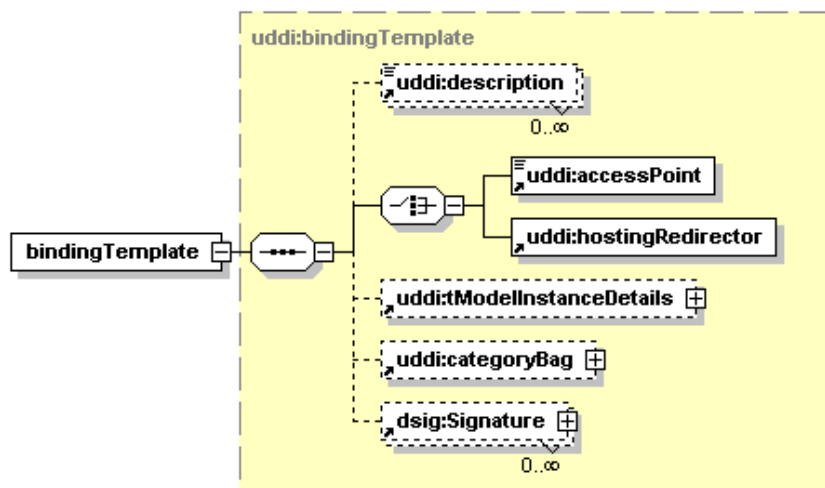 uddi:bindingTemplate
uddi:description
0..∞
uddi:accessPoint
uddi:hostingRedirector
bindingTemplate
uddi:tModelInstanceDetails
uddi:categoryBag
dsig:Signature
0..∞